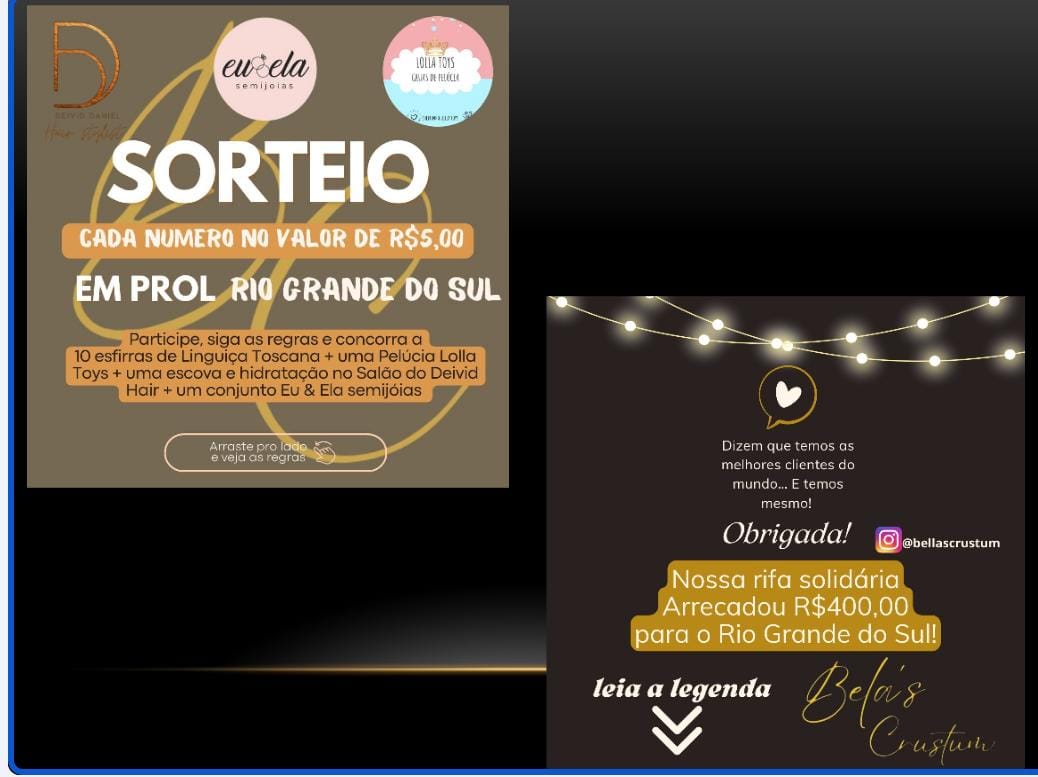 DEIVID DANIEL
Hair stylist
eu&ela
semijoias
LOLLA TOYS
CESTAS DE PELÚCIA
SORTEIO
CADA NUMERO NO VALOR DE R$5,00
EM PROL RIO GRANDE DO SUL
Participe, siga as regras e concorra a
10 esfirras de Linguiça Toscana + uma Pelúcia Lolla
Toys + uma escova e hidratação no Salão do Deivid
Hair + um conjunto Eu & Ela semijóias
Arraste pro lado
e veja as regras
Dizem que temos as
melhores clientes do
mundo... E temos
mesmo!
Obrigada!
@bellascrustum
Nossa rifa solidária
Arrecadou R$400,00
para o Rio Grande do Sul!
leia a legenda
Bela's
Crustum